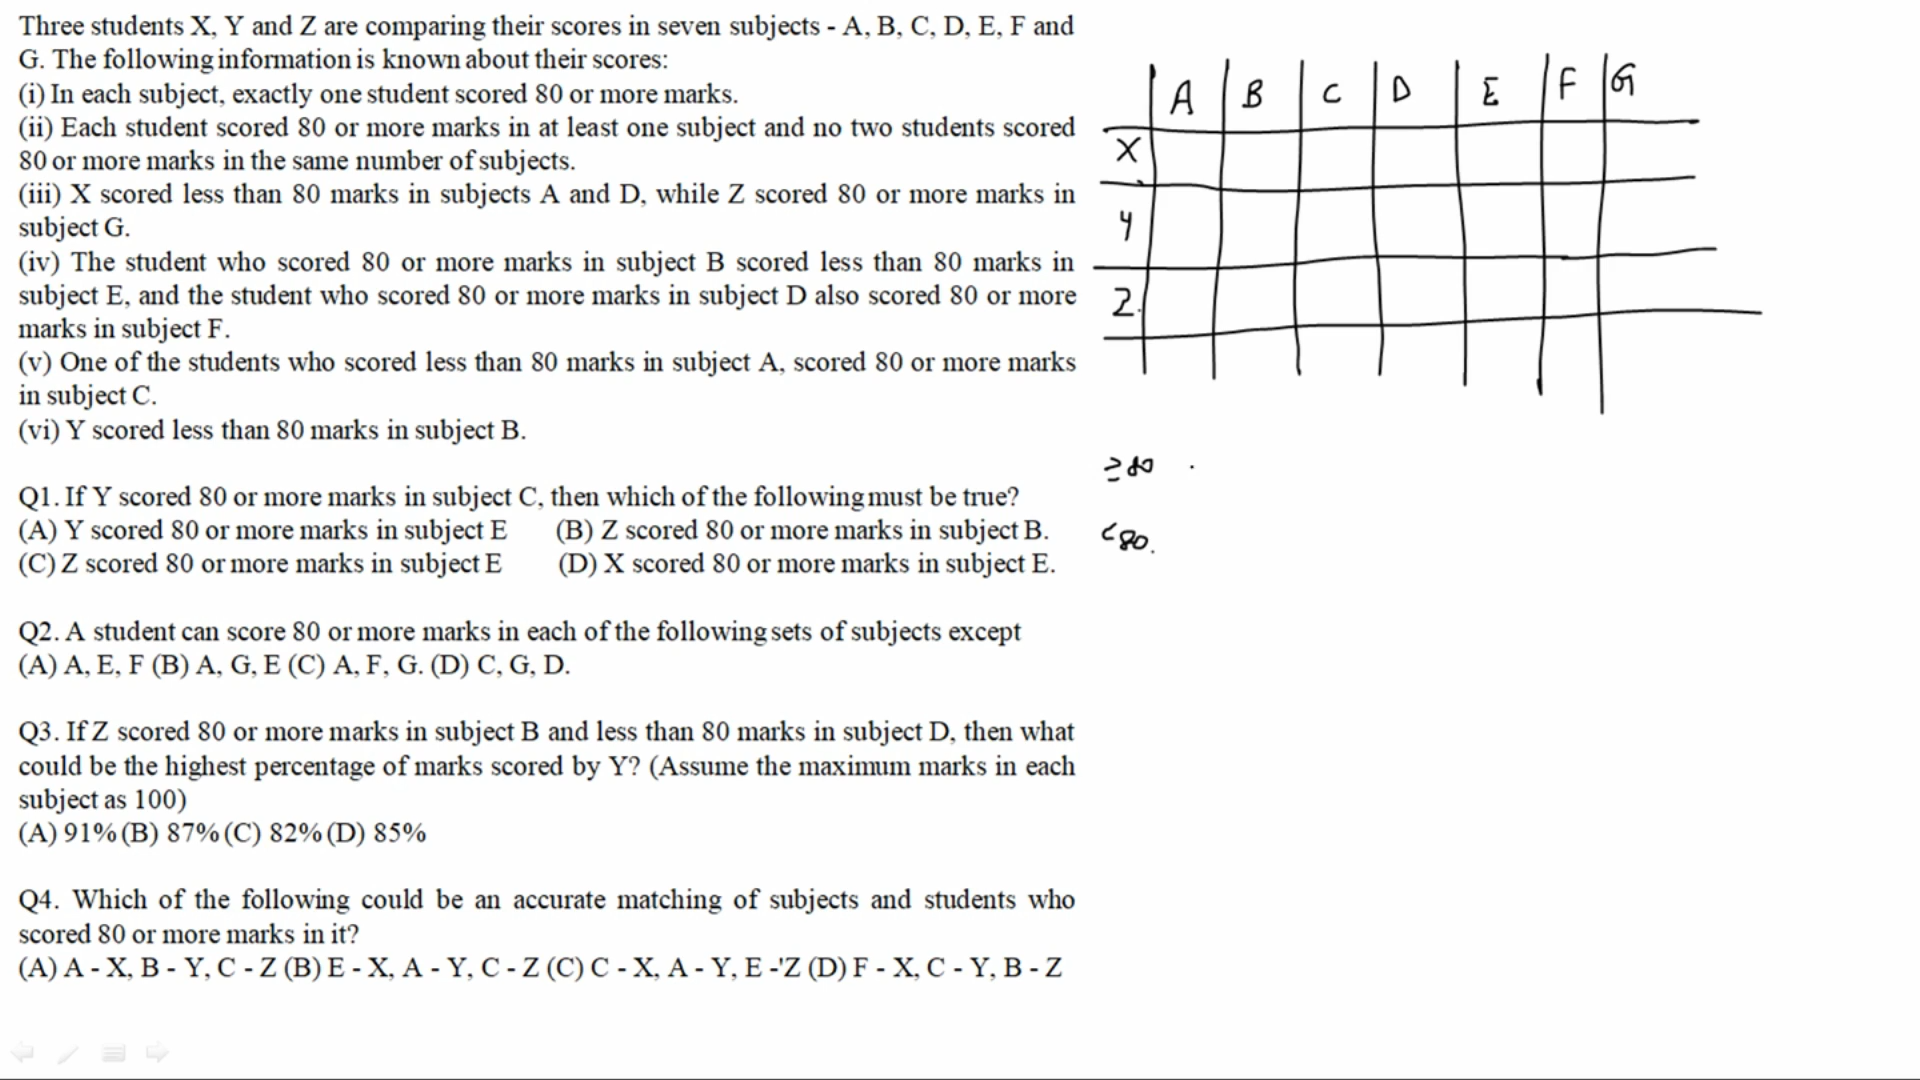 Three students X, Y and Z are comparing their scores in seven subjects - A, B, C, D, E, F and
G. The following information is known about their scores:
(i) In each subject, exactly one student scored 80 or more marks.
(ii) Each student scored 80 or more marks in at least one subject and no two students scored
80 or more marks in the same number of subjects.
(iii) X scored less than 80 marks in subjects A and D, while Z scored 80 or more marks in
subject G.
(iv) The student who scored 80 or more marks in subject B scored less than 80 marks in
subject E, and the student who scored 80 or more marks in subject D also scored 80 or more
marks in subject F.
(v) One of the students who scored less than 80 marks in subject A, scored 80 or more marks
in subject C.
(vi) Y scored less than 80 marks in subject B.
Q1. If Y scored 80 or more marks in subject C, then which of the following must be true?
(A) Y scored 80 or more marks in subject E (B) Z scored 80 or more marks in subject B.
(C) Z scored 80 or more marks in subject E (D) X scored 80 or more marks in subject E.
Q2. A student can score 80 or more marks in each of the following sets of subjects except
(A) A, E, F (B) A, G, E (C) A, F, G. (D) C, G, D.
Q3. If Z scored 80 or more marks in subject B and less than 80 marks in subject D, then what
could be the highest percentage of marks scored by Y? (Assume the maximum marks in each
subject as 100)
(A) 91% (B) 87% (C) 82% (D) 85%
Q4. Which of the following could be an accurate matching of subjects and students who
scored 80 or more marks in it?
(A) A - X, B - Y, C - Z (B) E - X, A - Y, C - Z (C) C - X, A - Y, E -'Z (D) F - X, C - Y, B - Z
A B C D E F G
X
Y
Z.
≥80 .
<80.